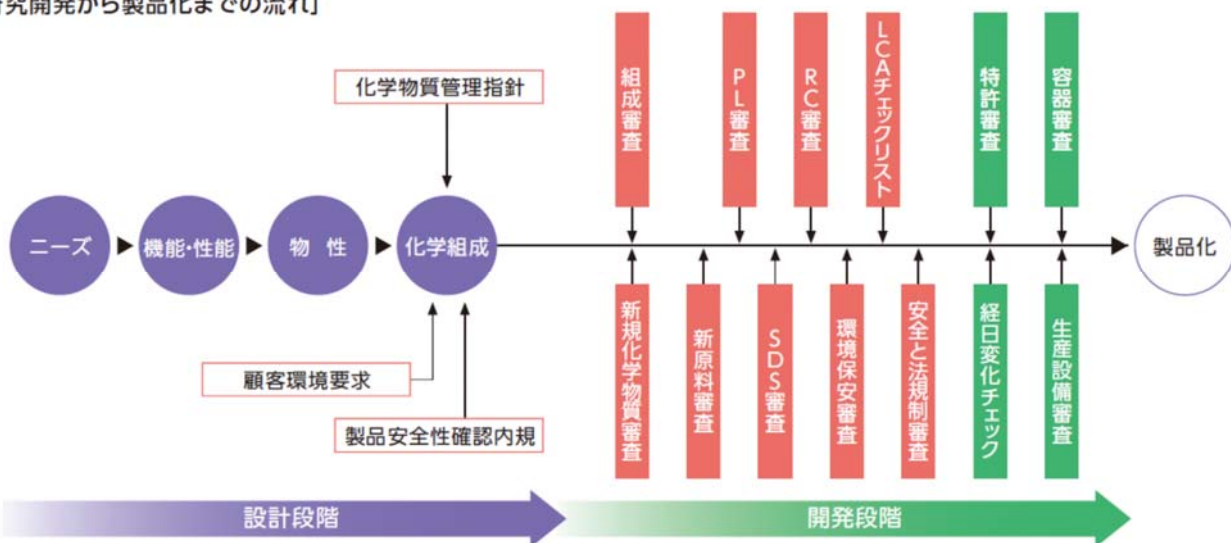 究開発から製品化までの流れ］
化学物質管理指針
ニーズ
機能・性能
物 性
化学組成
顧客環境要求
製品安全性確認内規
組成審査
PL審査
RC審査
LCAチェックリスト
特許審査
容器審査
新規化学物質審査
新原料審査
SDS審査
環境保安審査
安全と法規制審査
経日変化チェック
生産設備審査
製品化
設計段階
開発段階